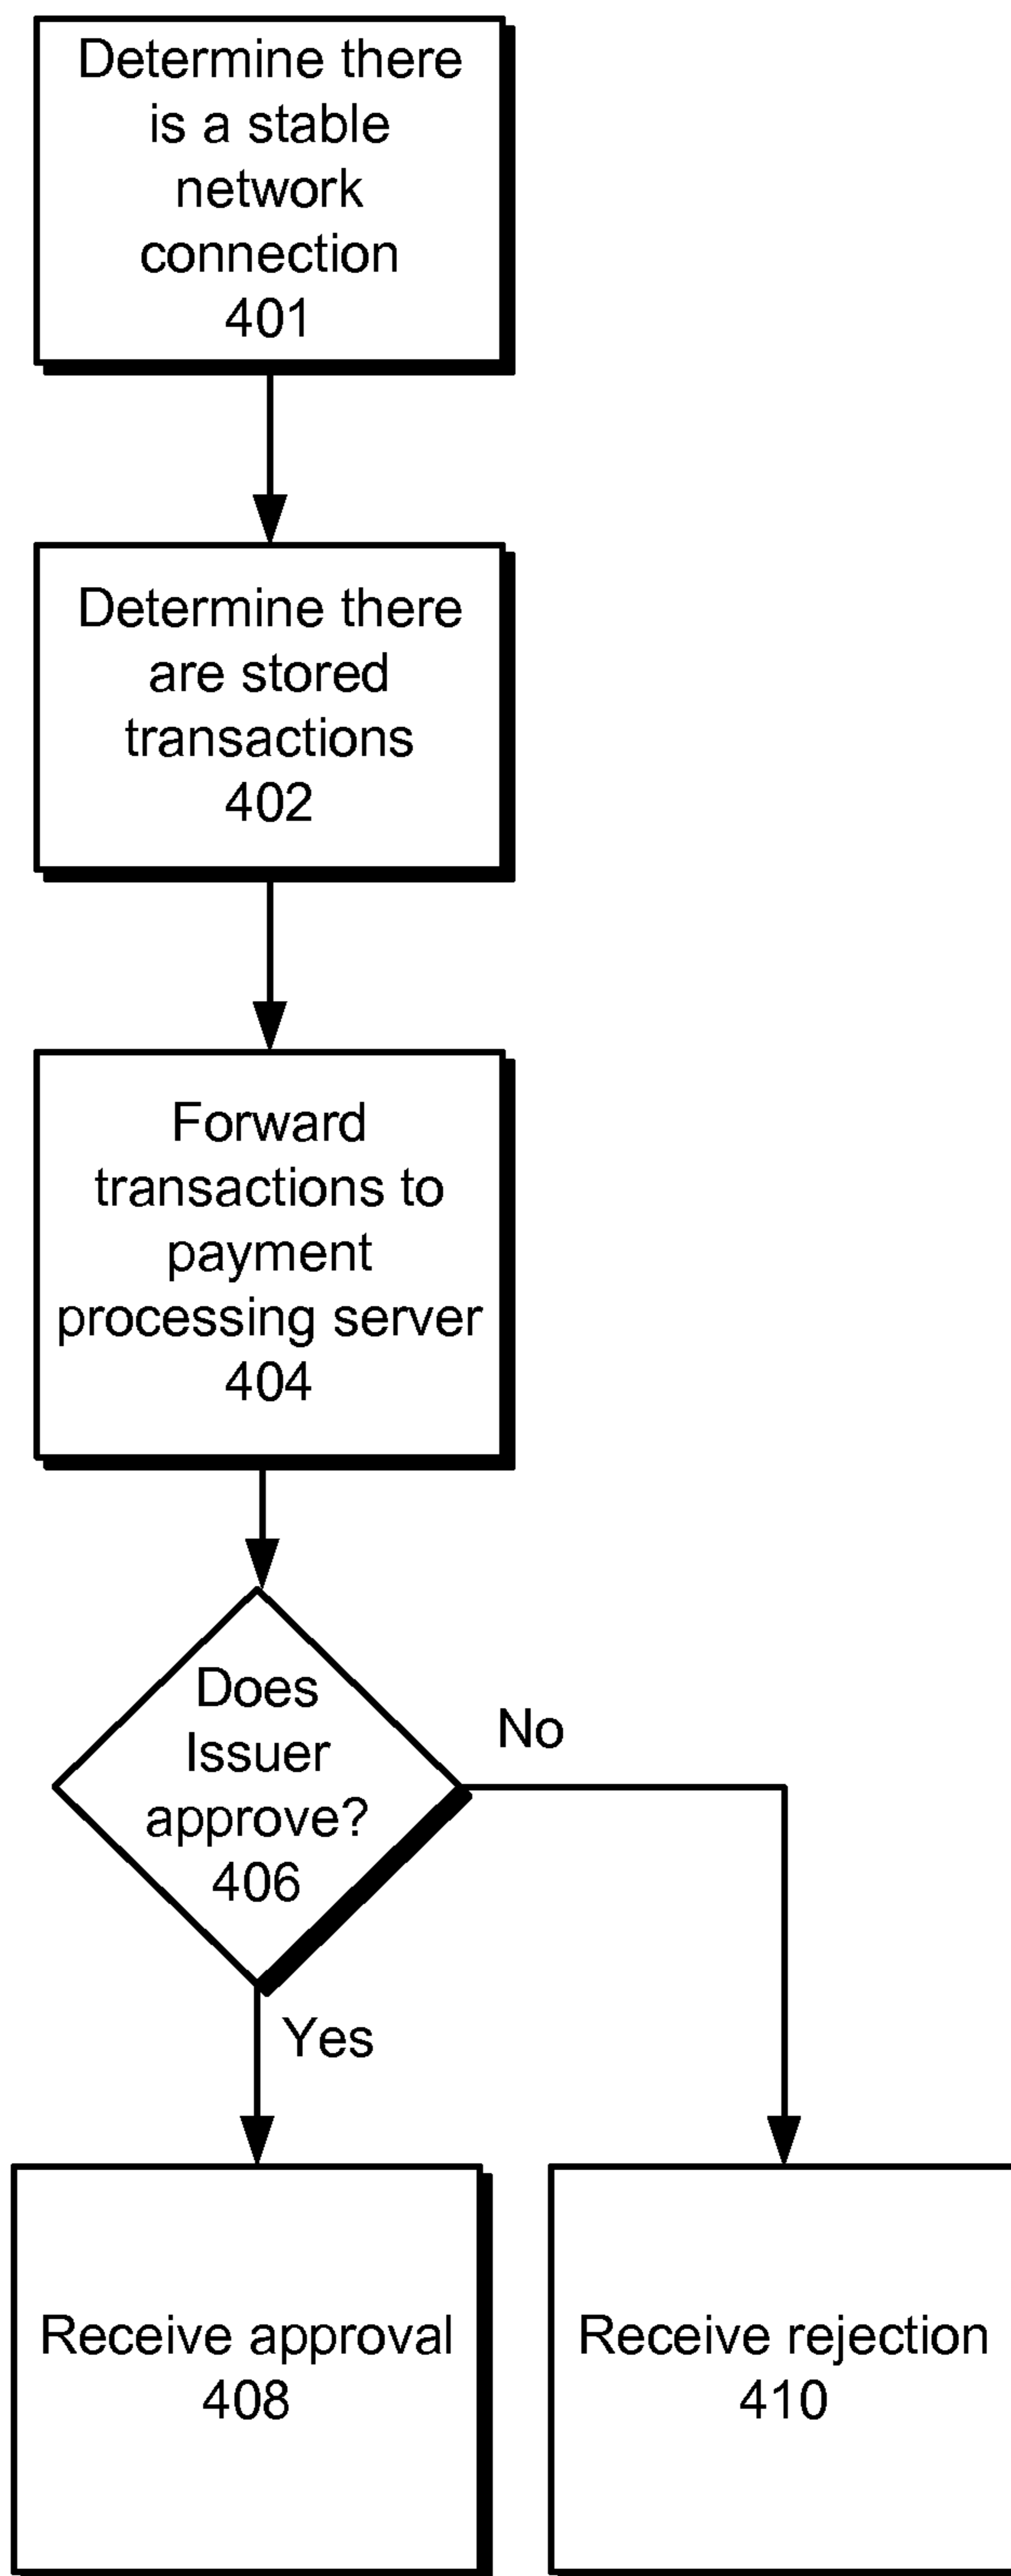 Determine there
is a stable
network
connection
401
Determine there
are stored
transactions
402
Forward
transactions to
payment
processing server
404
Does
Issuer
approve?
406
No
Yes
Receive approval
408
Receive rejection
410